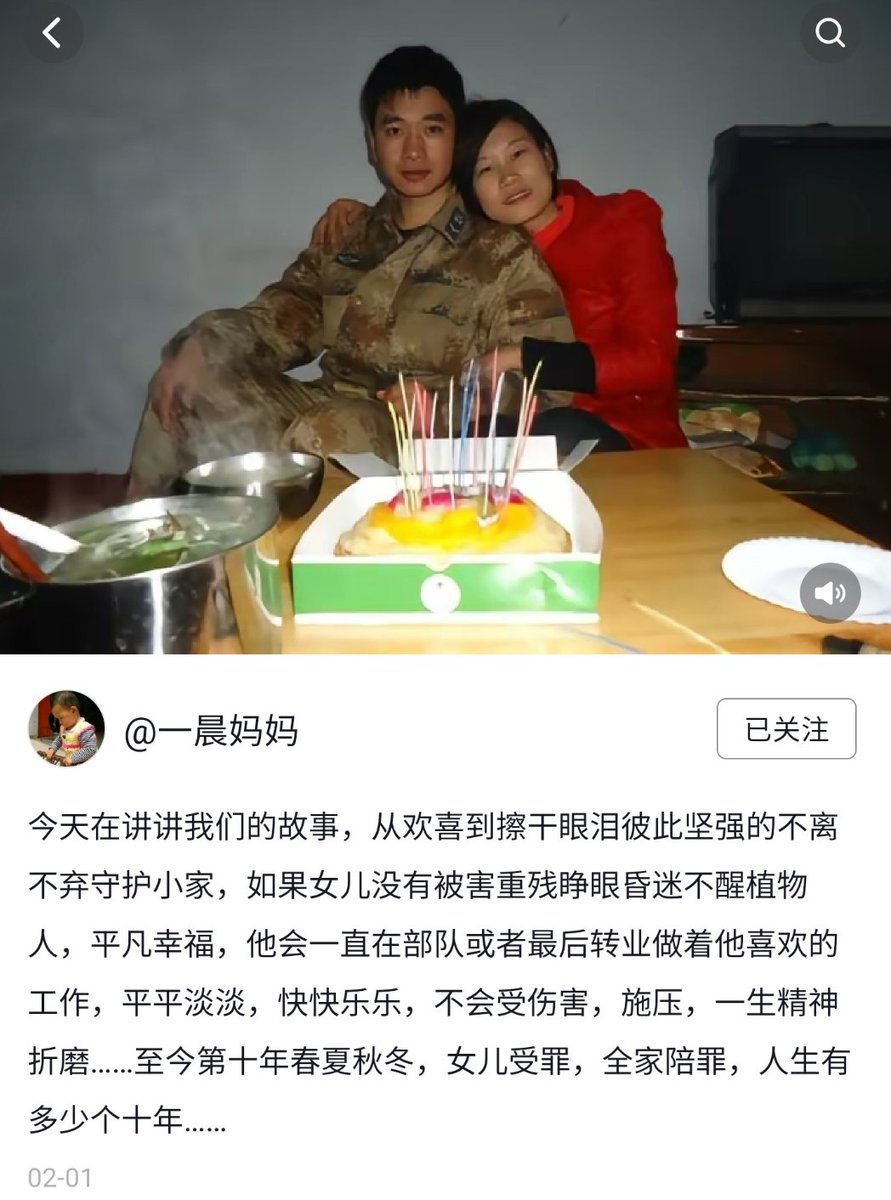 @一晨妈妈
已关注
今天在讲讲我们的故事，从欢喜到擦干眼泪彼此坚强的不离
不弃守护小家，如果女儿没有被害重残睁眼昏迷不醒植物
人，平凡幸福，他会一直在部队或者最后转业做着他喜欢的
工作，平平淡淡，快快乐乐，不会受伤害，施压，一生精神
折磨……至今第十年春夏秋冬，女儿受罪，全家陪罪，人生有
多少个十年……
02-01